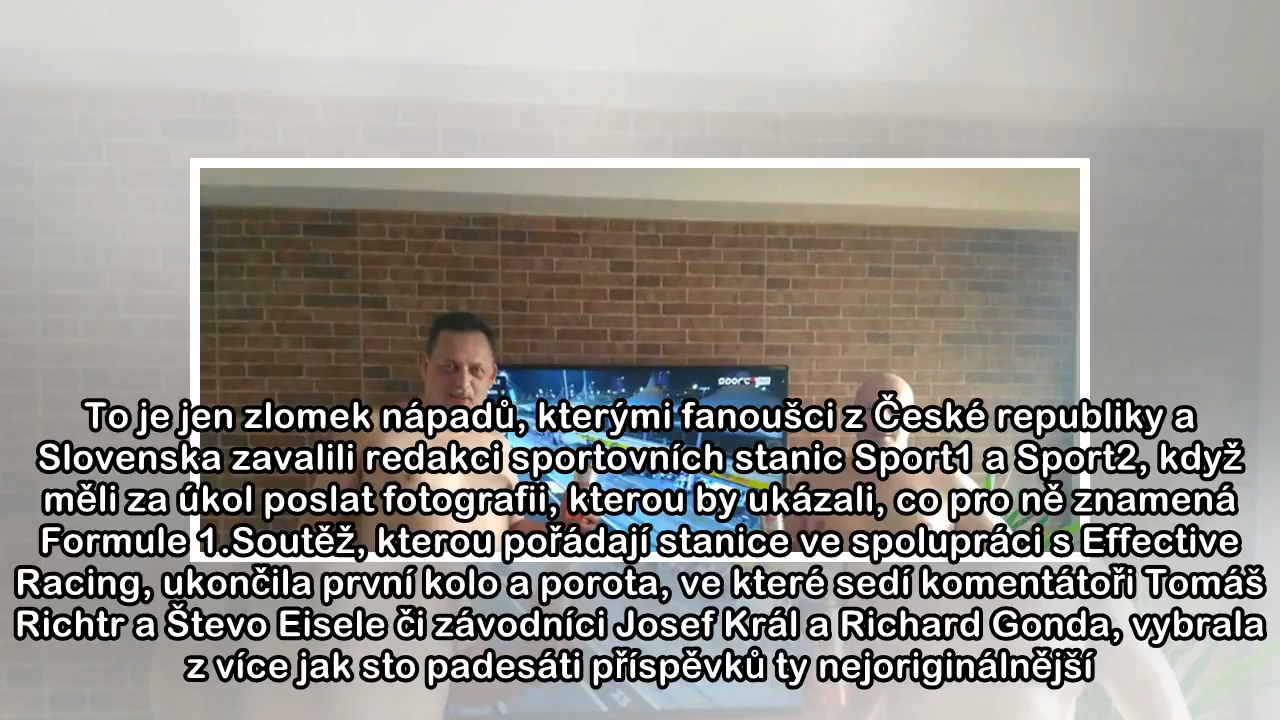 SPORT1
To je jen zlomek nápadů, kterými fanoušci z České republiky a
Slovenska zavalili redakci sportovních stanic Sport1 a Sport2, když
měli za úkol poslat fotografii, kterou by ukázali, co pro ně znamená
Formule 1.Soutěž, kterou pořádají stanice ve spolupráci s Effective
Racing, ukončila první kolo a porota, ve které sedí komentátoři Tomáš
Richtr a Števo Eisele či závodníci Josef Král a Richard Gonda, vybrala
z více jak sto padesáti příspěvků ty nejoriginálnější